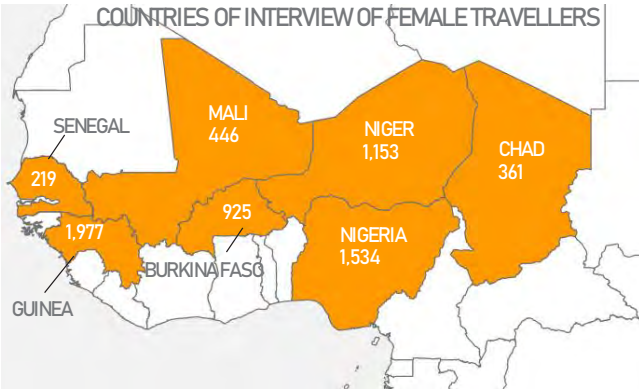 COUNTRIES OF INTERVIEW OF FEMALE TRAVELLERS
MALI
446
SENEGAL
NIGER
1,153
CHAD
361
219
925
1,977
NIGERIA
1,534
BURKINA FASO
GUINEA